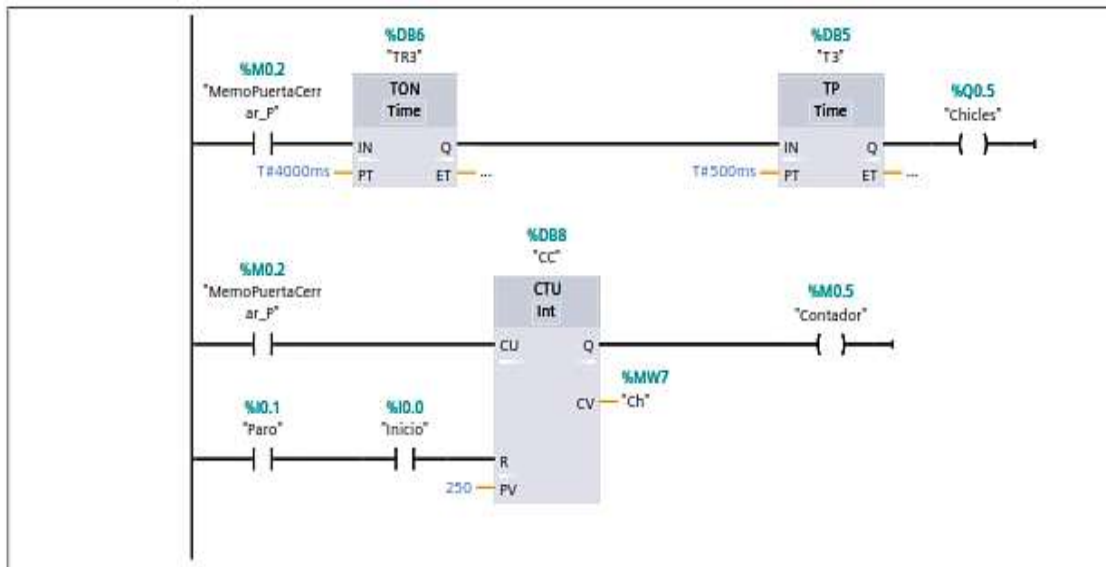 %DB6
"TR3"
%DB5
"T3"
%M0.2
"MemoPuertaCerr
ar_P"
TON
Time
TP
Time
%Q0.5
"Chicles"
IN
Q
IN
Q
T#4000ms
PT
ET
...
T#500ms
PT
ET
...
%DB8
"CC"
%M0.2
"MemoPuertaCerr
ar_P"
CTU
Int
%M0.5
"Contador"
CU
Q
%MW7
CV
"Ch"
%I0.1
"Paro"
%I0.0
"Inicio"
R
250
PV